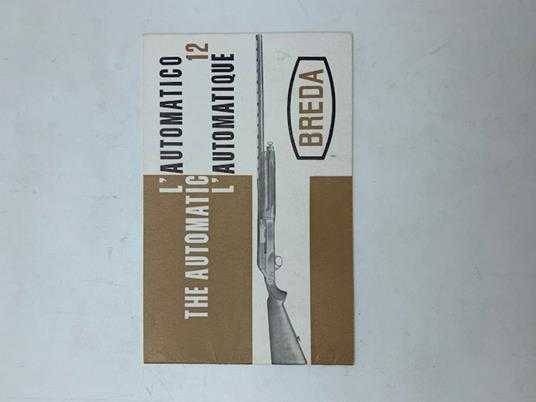 L'AUTOMATICO
THE AUTOMATIC 12
L'AUTOMATIQUE
BREDA